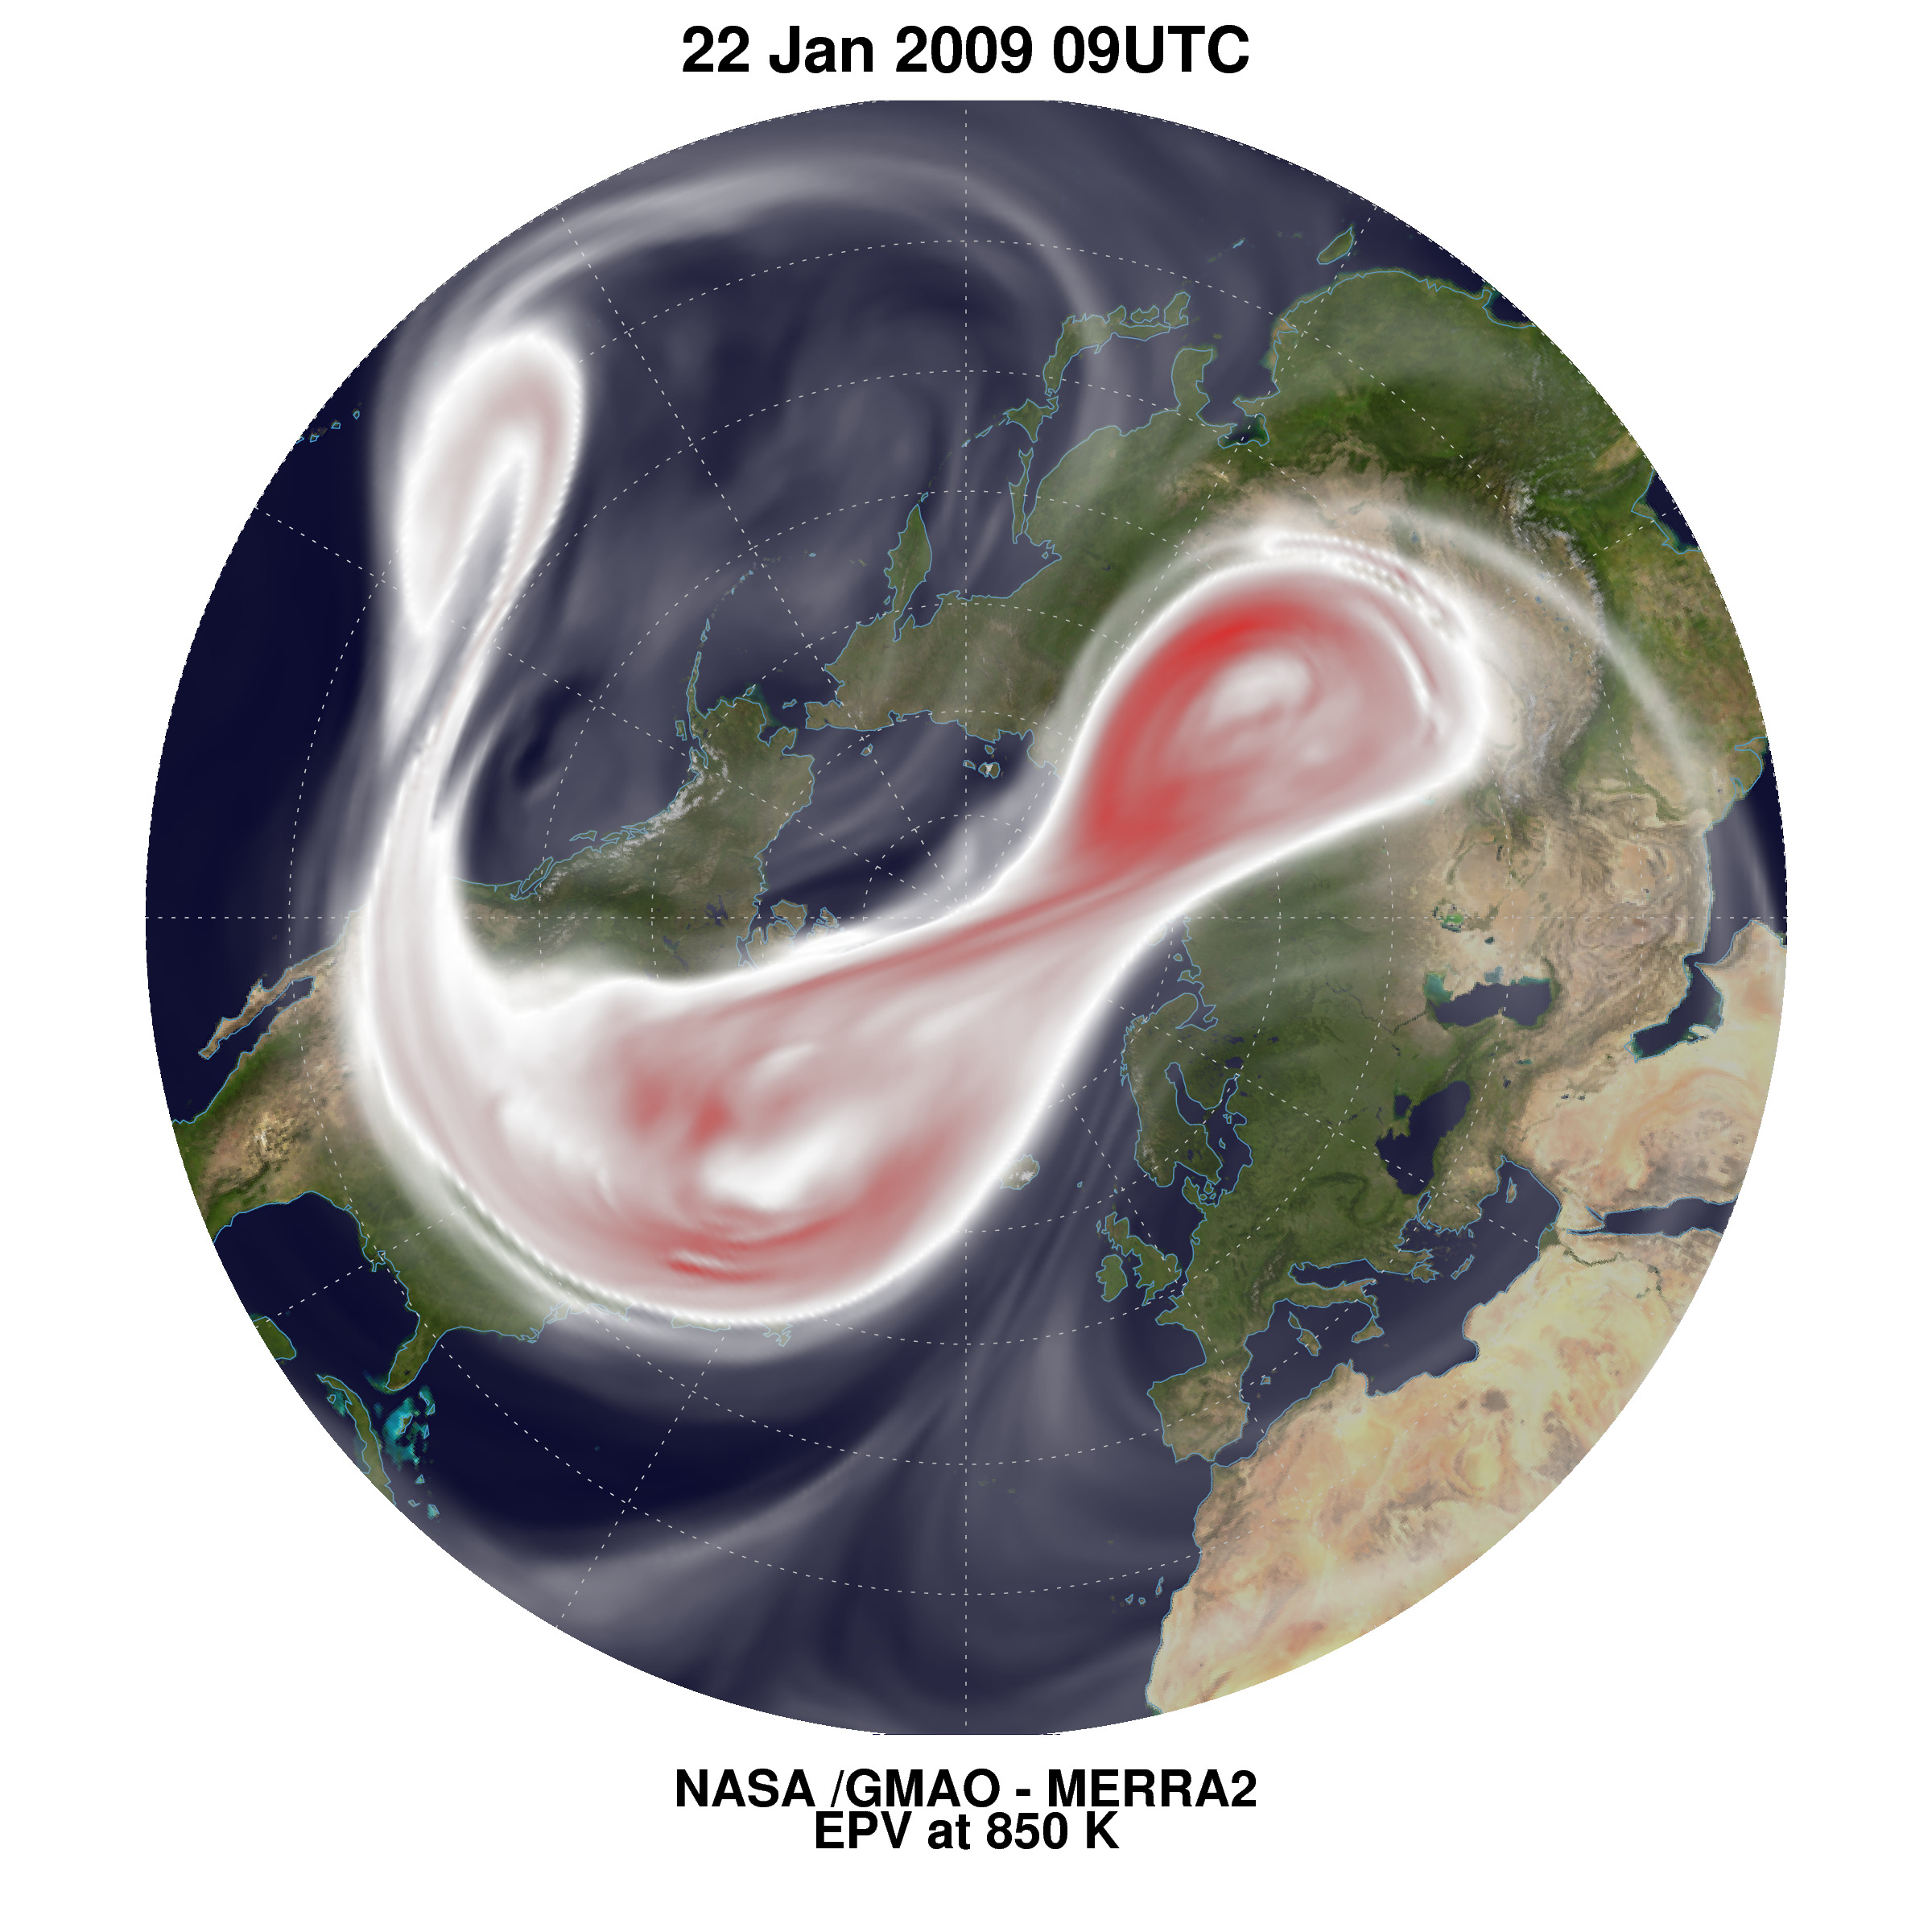 22 Jan 2009 09UTC
NASA /GMAO - MERRA2
EPV at 850 K